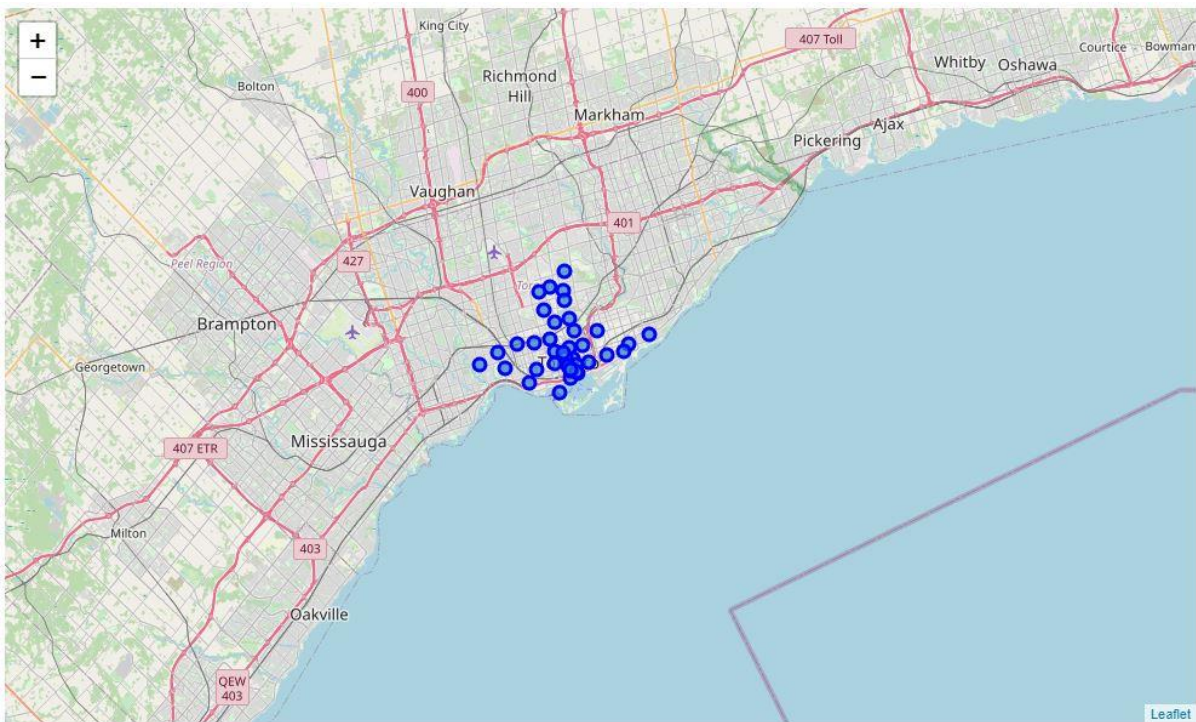 +
−
King City
407 Toll
Courtice
Whitby
Oshawa
Richmond
Hill
Bolton
400
Markham
Ajax
Pickering
Vaughan
401
427
Peel Region
Brampton
Georgetown
Mississauga
407 ETR
Milton
403
Oakville
QEW
403
Leaflet